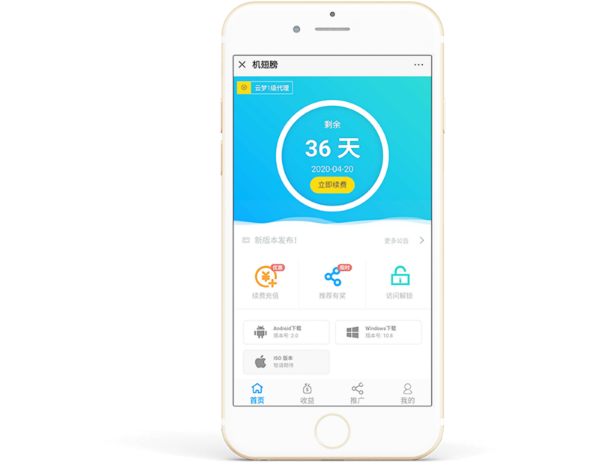 机翅膀
云梦1级代理
剩余
36 天
2020-04-20
立即续费
新版本发布!
更多公告
优惠
续费充值
限时
推荐有奖
访问解锁
Android下载
版本号: 2.0
Windows下载
版本号: 10.6
ISO 版本
敬请期待
首页
收益
推广
我的